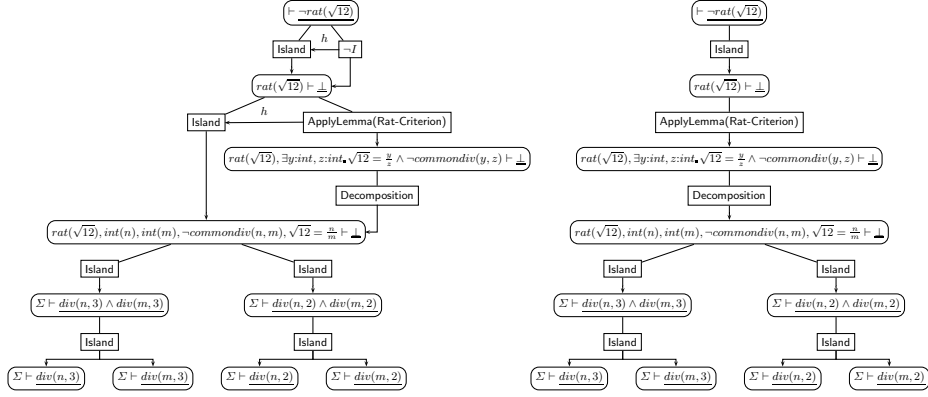 ⊢ ¬rat(√12)
Island
h
¬I
rat(√12) ⊢ ⊥
Island
h
ApplyLemma(Rat-Criterion)
rat(√12), ∃y:int, z:int. √12 = y/z ∧ ¬commondiv(y, z) ⊢ ⊥
Decomposition
rat(√12), int(n), int(m), ¬commondiv(n, m), √12 = n/m ⊢ ⊥
Island
Island
Σ ⊢ div(n, 3) ∧ div(m, 3)
Σ ⊢ div(n, 2) ∧ div(m, 2)
Island
Island
Σ ⊢ div(n, 3)
Σ ⊢ div(m, 3)
Σ ⊢ div(n, 2)
Σ ⊢ div(m, 2)
⊢ ¬rat(√12)
Island
rat(√12) ⊢ ⊥
ApplyLemma(Rat-Criterion)
rat(√12), ∃y:int, z:int. √12 = y/z ∧ ¬commondiv(y, z) ⊢ ⊥
Decomposition
rat(√12), int(n), int(m), ¬commondiv(n, m), √12 = n/m ⊢ ⊥
Island
Island
Σ ⊢ div(n, 3) ∧ div(m, 3)
Σ ⊢ div(n, 2) ∧ div(m, 2)
Island
Island
Σ ⊢ div(n, 3)
Σ ⊢ div(m, 3)
Σ ⊢ div(n, 2)
Σ ⊢ div(m, 2)